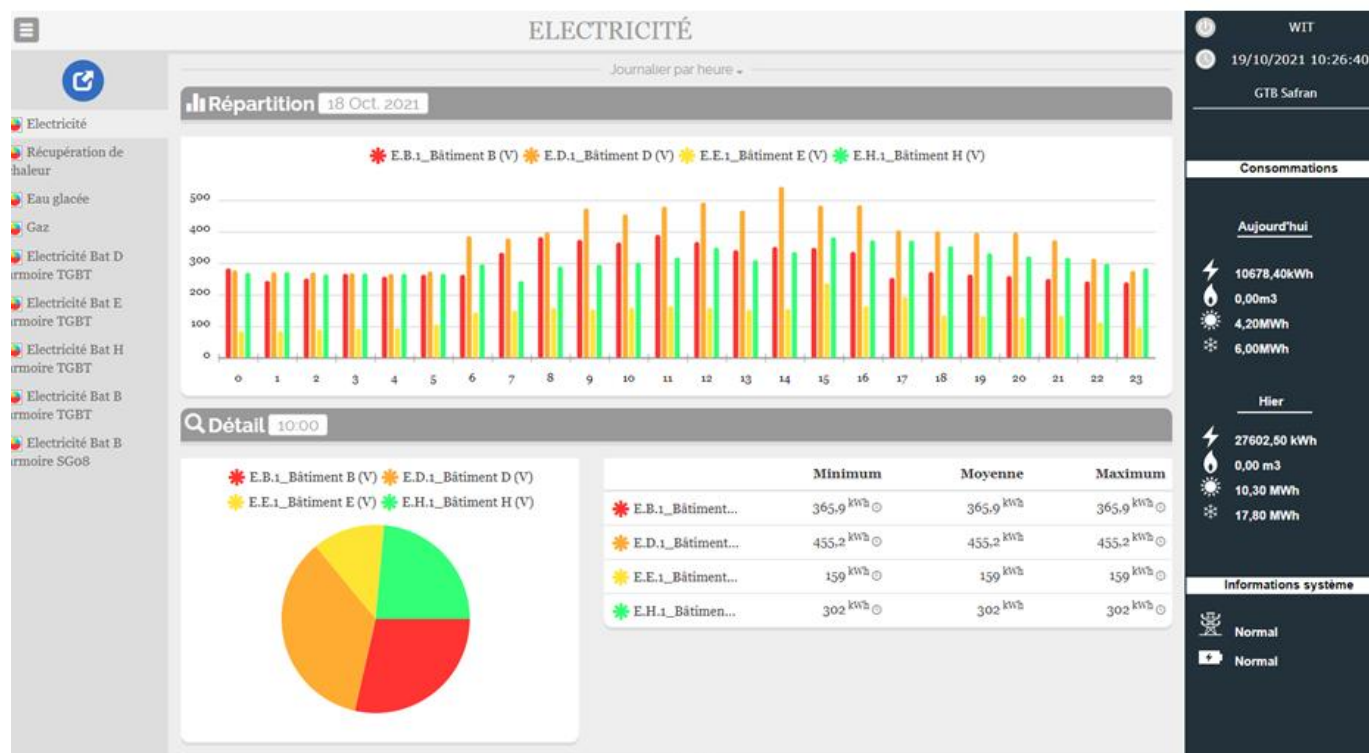 ELECTRICITÉ
Electricité
Récupération de
chaleur
Eau glacée
Gaz
Electricité Bat D
armoire TGBT
Electricité Bat E
armoire TGBT
Electricité Bat H
armoire TGBT
Electricité Bat B
armoire TGBT
Electricité Bat B
armoire SG08
Journalier par heure
Répartition 18 Oct. 2021
E.B.1_Bâtiment B (V) E.D.1_Bâtiment D (V) E.E.1_Bâtiment E (V) E.H.1_Bâtiment H (V)
500
400
300
200
100
0
0 1 2 3 4 5 6 7 8 9 10 11 12 13 14 15 16 17 18 19 20 21 22 23
Détail 10:00
E.B.1_Bâtiment B (V) E.D.1_Bâtiment D (V)
E.E.1_Bâtiment E (V) E.H.1_Bâtiment H (V)
Minimum Moyenne Maximum
E.B.1_Bâtiment... 365,9 kWh 365,9 kWh 365,9 kWh
E.D.1_Bâtiment... 455,2 kWh 455,2 kWh 455,2 kWh
E.E.1_Bâtiment... 159 kWh 159 kWh 159 kWh
E.H.1_Bâtimen... 302 kWh 302 kWh 302 kWh
WIT
19/10/2021 10:26:40
GTB Safran
Consommations
Aujourd'hui
10678,40kWh
0,00m3
4,20MWh
6,00MWh
Hier
27602,50 kWh
0,00 m3
10,30 MWh
17,80 MWh
Informations système
Normal
Normal